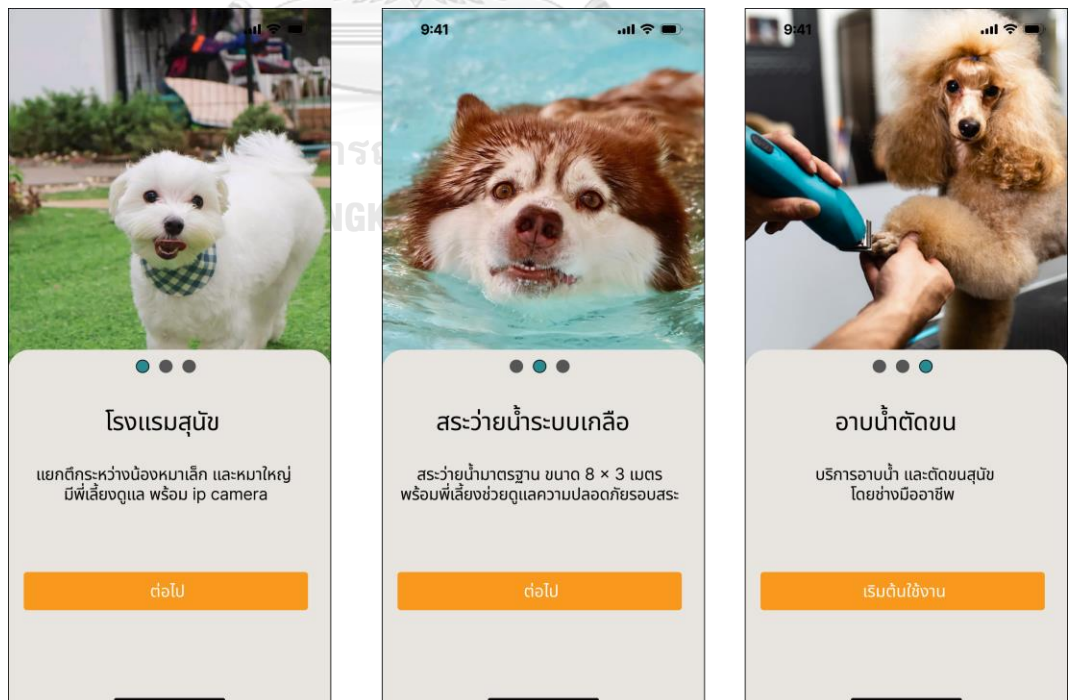 โรงแรมสุนัข
แยกตึกระหว่างน้องหมาเล็ก และหมาใหญ่
มีพี่เลี้ยงดูแล พร้อม ip camera
ต่อไป
9:41
สระว่ายน้ำระบบเกลือ
สระว่ายน้ำมาตรฐาน ขนาด 8 × 3 เมตร
พร้อมพี่เลี้ยงช่วยดูแลความปลอดภัยรอบสระ
ต่อไป
9:41
อาบน้ำตัดขน
บริการอาบน้ำ และตัดขนสุนัข
โดยช่างมืออาชีพ
เริ่มต้นใช้งาน